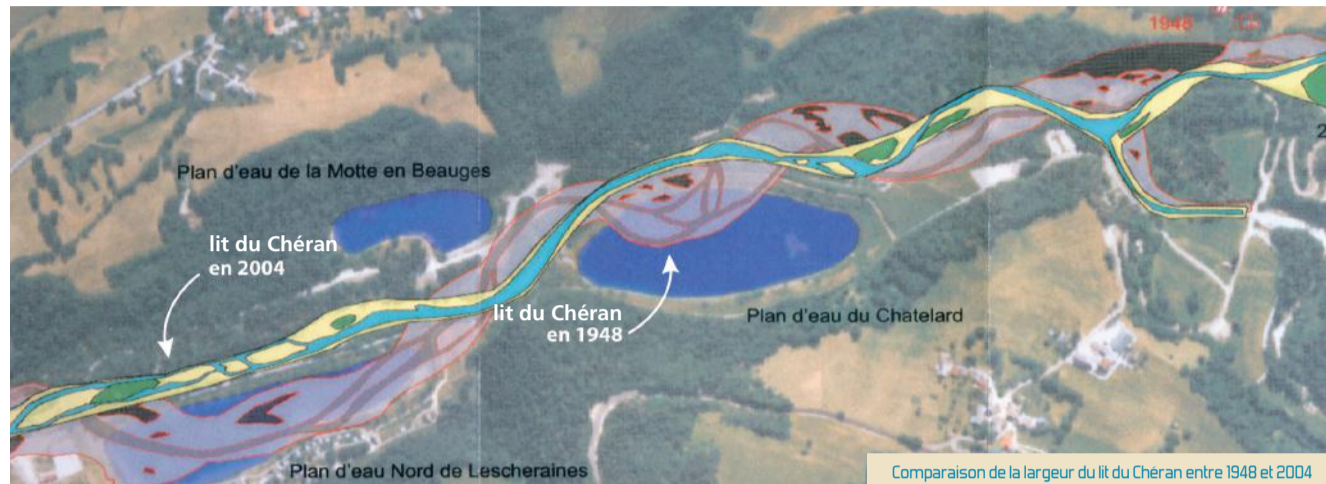 1948
Plan d'eau de la Motte en Beauges
lit du Chéran
en 2004
lit du Chéran
en 1948
Plan d'eau du Chatelard
2
Plan d'eau Nord de Lescheraines
Comparaison de la largeur du lit du Chéran entre 1948 et 2004